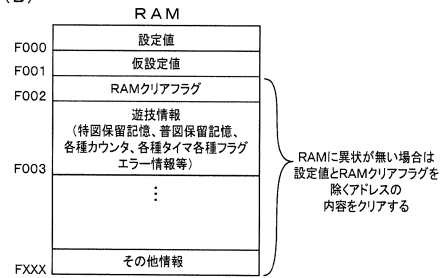 RAM
F000
設定値
F001
仮設定値
F002
RAMクリアフラグ
遊技情報
(特図保留記憶、普図保留記憶、
各種カウンタ、各種タイマ各種フラグ
エラー情報等)
F003
⋮
FXXX
その他情報
RAMに異状が無い場合は
設定値とRAMクリアフラグを
除くアドレスの
内容をクリアする